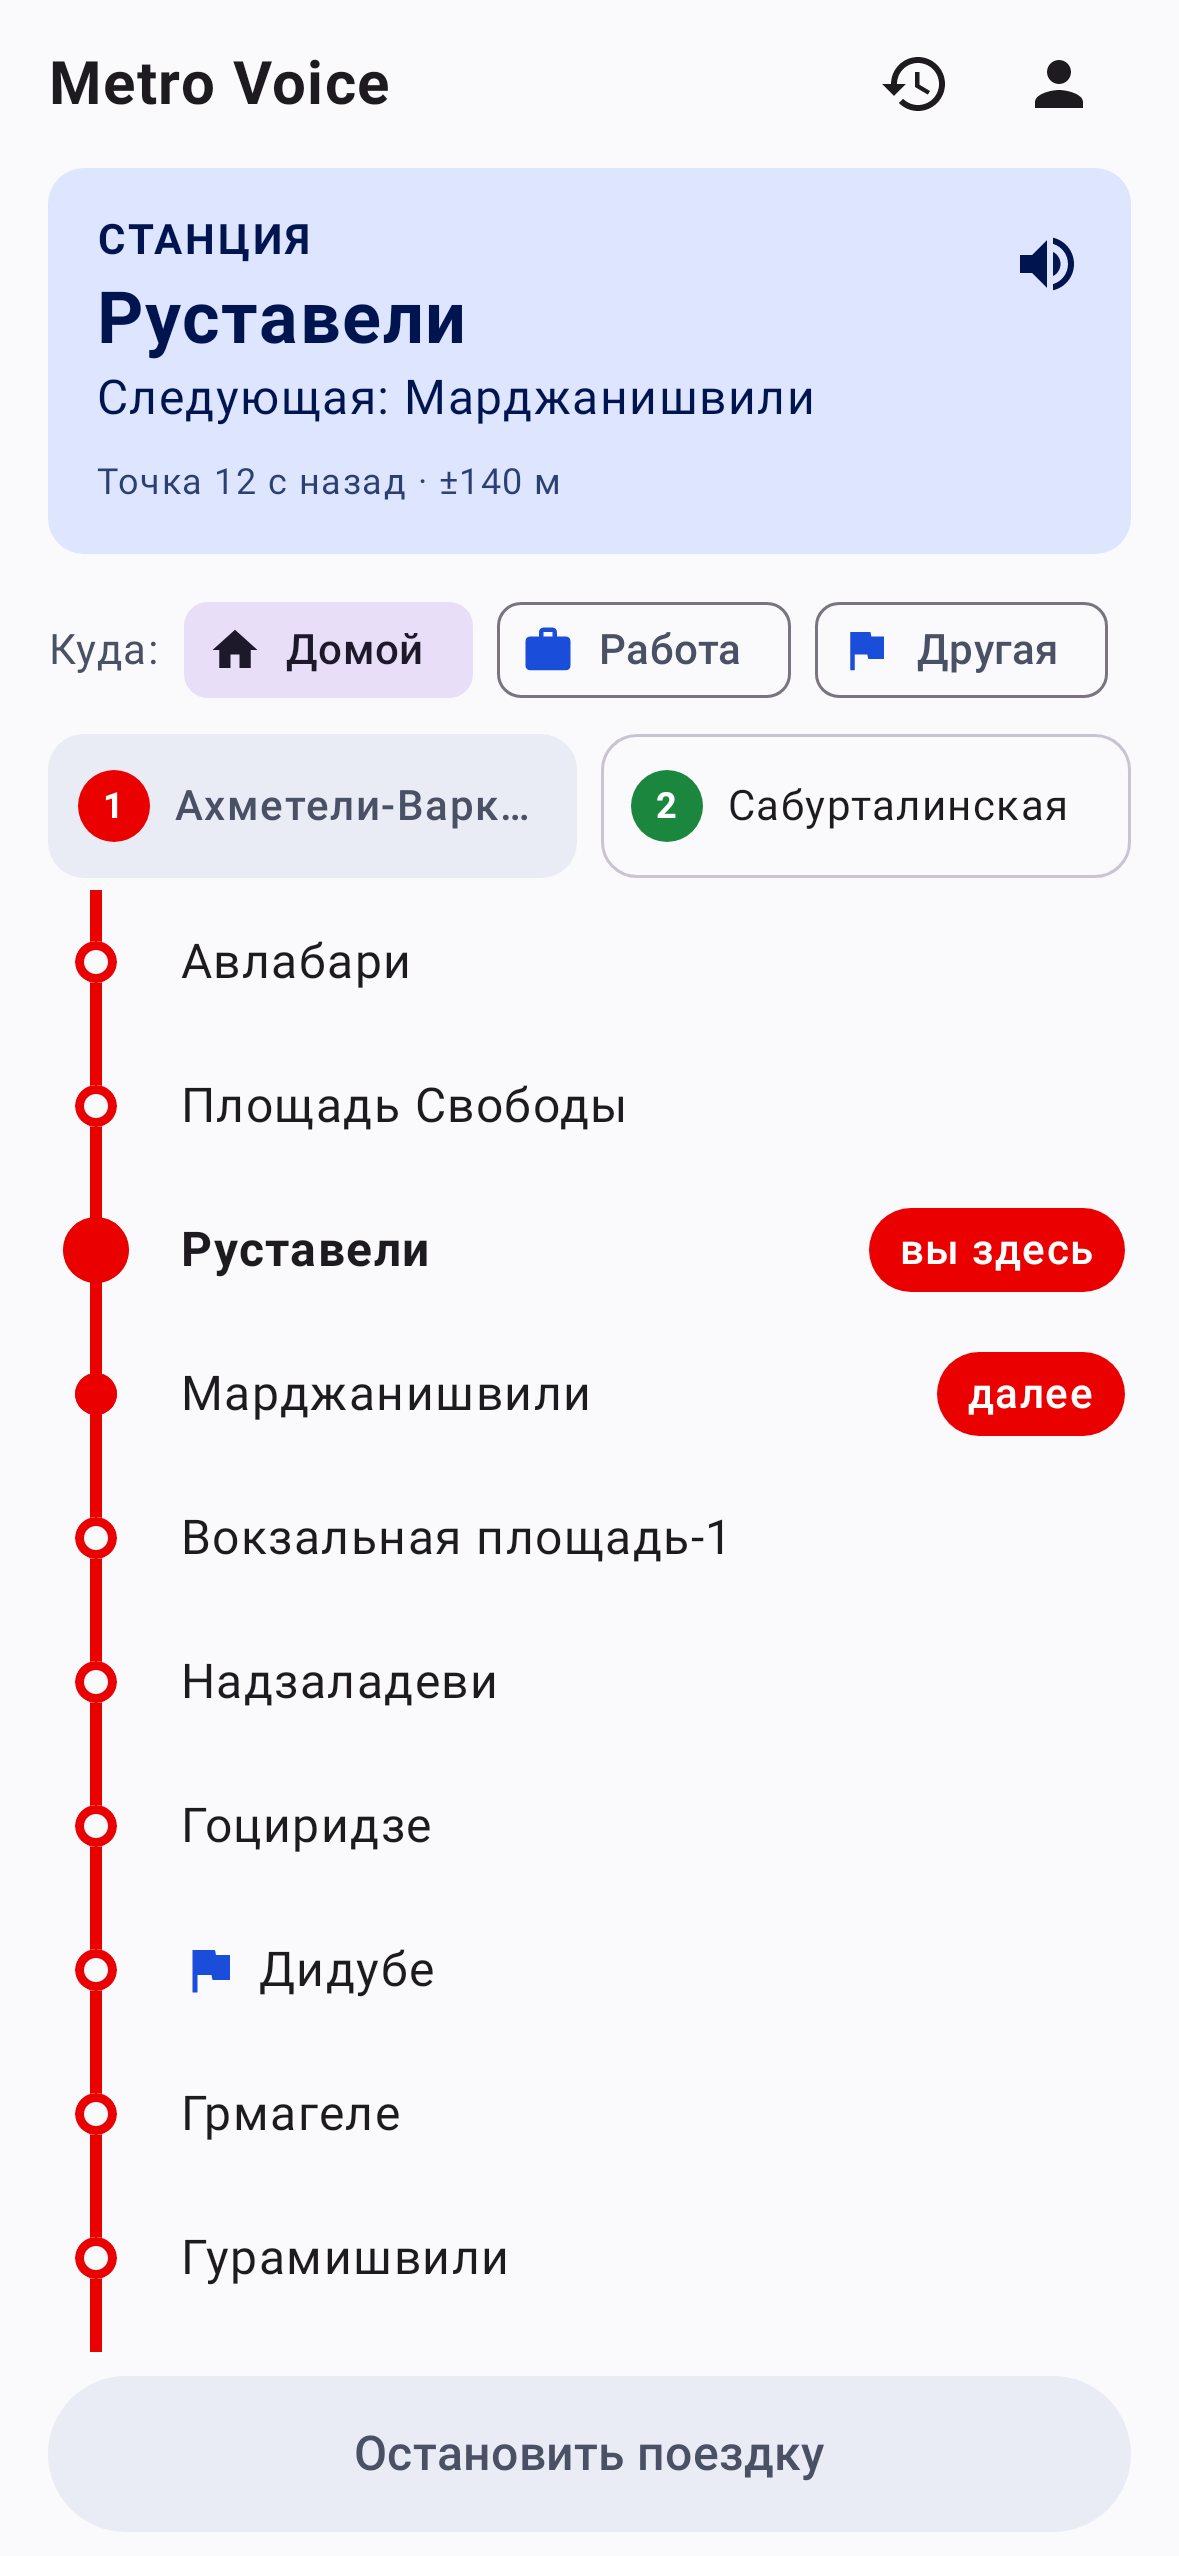 Metro Voice
СТАНЦИЯ
Руставели
Следующая: Марджанишвили
Точка 12 с назад · ±140 м
Куда: Домой Работа Другая
1 Ахметели-Варк… 2 Сабурталинская
Авлабари
Площадь Свободы
Руставели вы здесь
Марджанишвили далее
Вокзальная площадь-1
Надзаладеви
Гоциридзе
Дидубе
Грмагеле
Гурамишвили
Остановить поездку